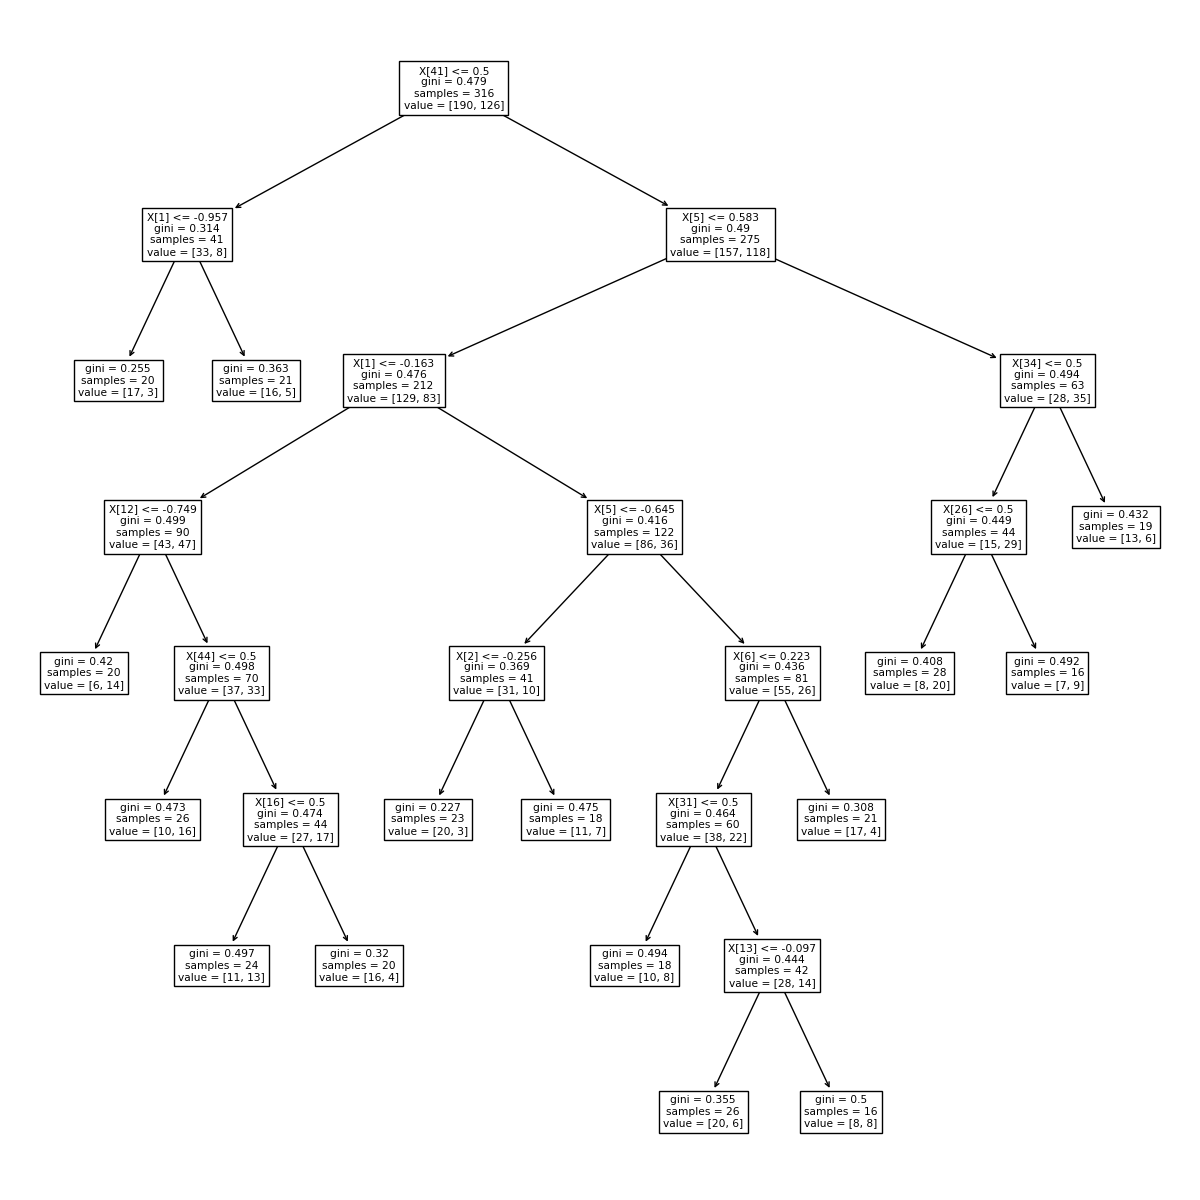 X[41] <= 0.5
gini = 0.479
samples = 316
value = [190, 126]
X[1] <= -0.957
gini = 0.314
samples = 41
value = [33, 8]
X[5] <= 0.583
gini = 0.49
samples = 275
value = [157, 118]
gini = 0.255
samples = 20
value = [17, 3]
gini = 0.363
samples = 21
value = [16, 5]
X[1] <= -0.163
gini = 0.476
samples = 212
value = [129, 83]
X[34] <= 0.5
gini = 0.494
samples = 63
value = [28, 35]
X[12] <= -0.749
gini = 0.499
samples = 90
value = [43, 47]
X[5] <= -0.645
gini = 0.416
samples = 122
value = [86, 36]
X[26] <= 0.5
gini = 0.449
samples = 44
value = [15, 29]
gini = 0.432
samples = 19
value = [13, 6]
gini = 0.42
samples = 20
value = [6, 14]
X[44] <= 0.5
gini = 0.498
samples = 70
value = [37, 33]
X[2] <= -0.256
gini = 0.369
samples = 41
value = [31, 10]
X[6] <= 0.223
gini = 0.436
samples = 81
value = [55, 26]
gini = 0.408
samples = 28
value = [8, 20]
gini = 0.492
samples = 16
value = [7, 9]
gini = 0.473
samples = 26
value = [10, 16]
X[16] <= 0.5
gini = 0.474
samples = 44
value = [27, 17]
gini = 0.227
samples = 23
value = [20, 3]
gini = 0.475
samples = 18
value = [11, 7]
X[31] <= 0.5
gini = 0.464
samples = 60
value = [38, 22]
gini = 0.308
samples = 21
value = [17, 4]
gini = 0.497
samples = 24
value = [11, 13]
gini = 0.32
samples = 20
value = [16, 4]
gini = 0.494
samples = 18
value = [10, 8]
X[13] <= -0.097
gini = 0.444
samples = 42
value = [28, 14]
gini = 0.355
samples = 26
value = [20, 6]
gini = 0.5
samples = 16
value = [8, 8]